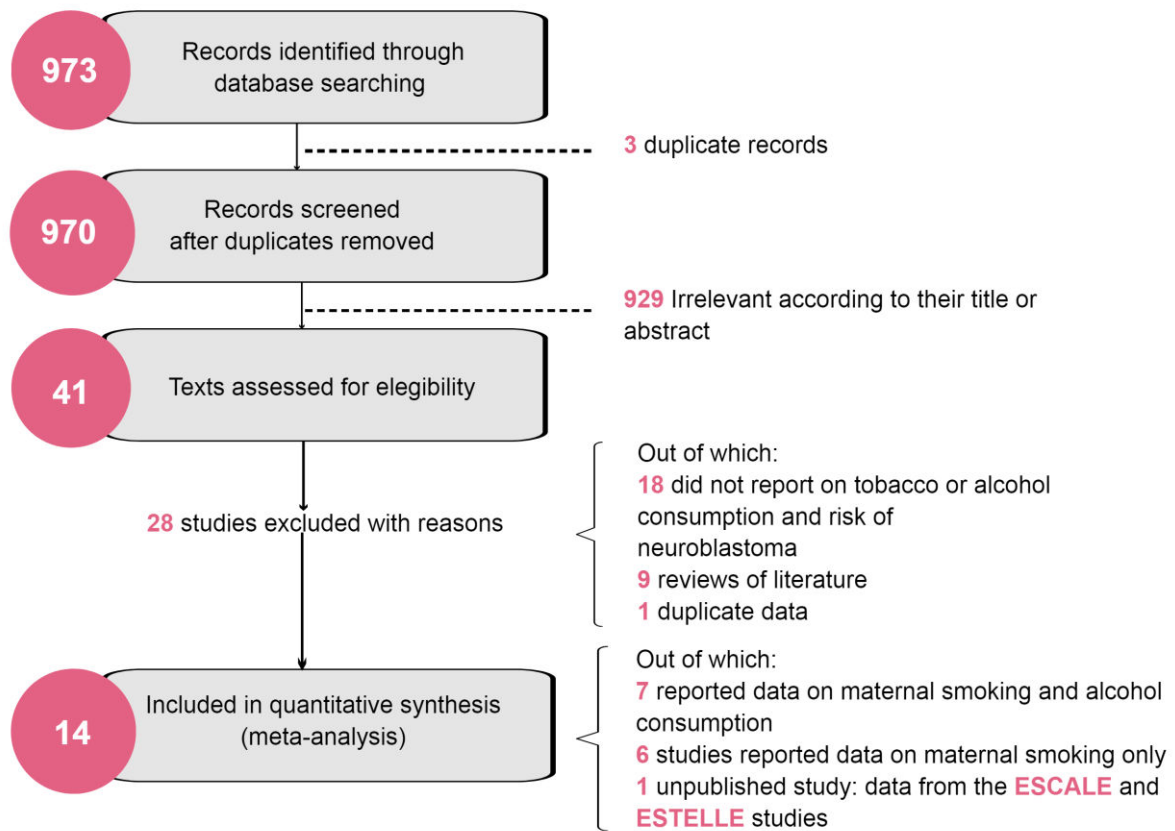 973
Records identified through
database searching
3 duplicate records
970
Records screened
after duplicates removed
929 Irrelevant according to their title or
abstract
41
Texts assessed for elegibility
28 studies excluded with reasons
Out of which:
18 did not report on tobacco or alcohol
consumption and risk of
neuroblastoma
9 reviews of literature
1 duplicate data
14
Included in quantitative synthesis
(meta-analysis)
Out of which:
7 reported data on maternal smoking and alcohol
consumption
6 studies reported data on maternal smoking only
1 unpublished study: data from the ESCALE and
ESTELLE studies